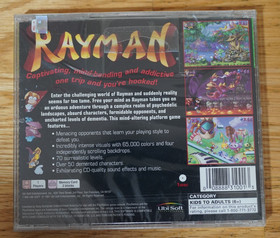 RAYMAN
Captivating, mind-bending and addictive
one trip and you're hooked!
Enter the challenging world of Rayman and suddenly reality
seems far too tame. Free your mind as Rayman takes you on
an arduous adventure through a complex realm of psychedelic
landscapes, absurd characters, formidable opponents, and
uncharted levels of dementia. This mind-altering platform game
features...
• Menacing opponents that learn your playing style to
defeat you.
• Incredibly intense visuals with 65,000 colors and four
independently scrolling backdrops.
• 70 surrealistic levels.
• Over 50 demented characters
• Exhilarating CD-quality sound effects and music.
Ubi Soft
CATEGORY
KIDS TO ADULTS (6+)